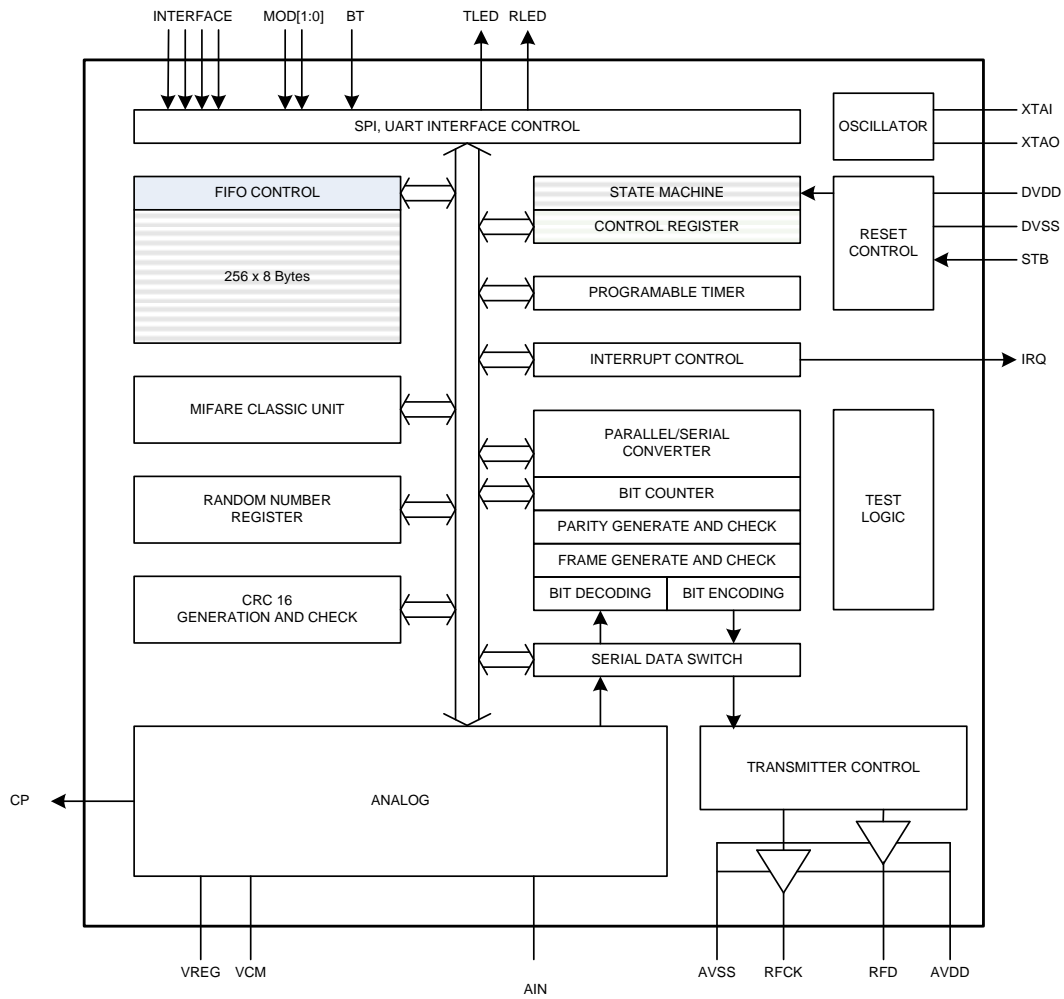 INTERFACE
MOD[1:0]
BT
TLED
RLED
SPI, UART INTERFACE CONTROL
OSCILLATOR
XTAI
XTAO
FIFO CONTROL
256 x 8 Bytes
STATE MACHINE
CONTROL REGISTER
RESET
CONTROL
DVDD
DVSS
STB
PROGRAMABLE TIMER
INTERRUPT CONTROL
IRQ
MIFARE CLASSIC UNIT
PARALLEL/SERIAL
CONVERTER
BIT COUNTER
PARITY GENERATE AND CHECK
FRAME GENERATE AND CHECK
BIT DECODING
BIT ENCODING
TEST
LOGIC
RANDOM NUMBER
REGISTER
CRC 16
GENERATION AND CHECK
SERIAL DATA SWITCH
ANALOG
TRANSMITTER CONTROL
CP
VREG
VCM
AIN
AVSS
RFCK
RFD
AVDD